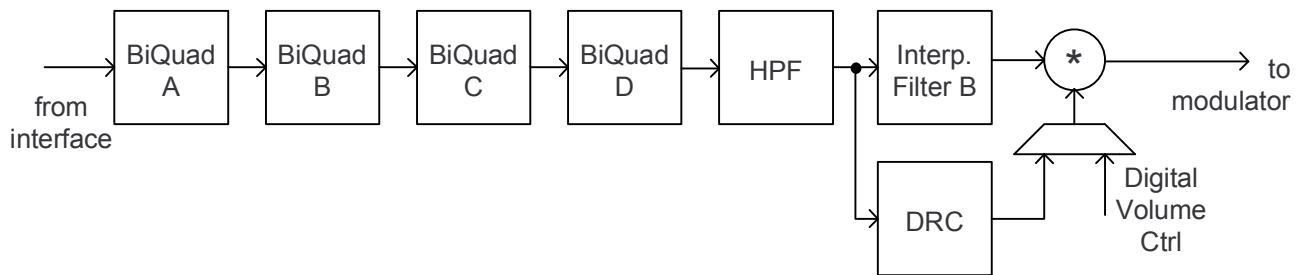 from
interface
BiQuad
A
BiQuad
B
BiQuad
C
BiQuad
D
HPF
Interp.
Filter B
*
to
modulator
DRC
Digital
Volume
Ctrl